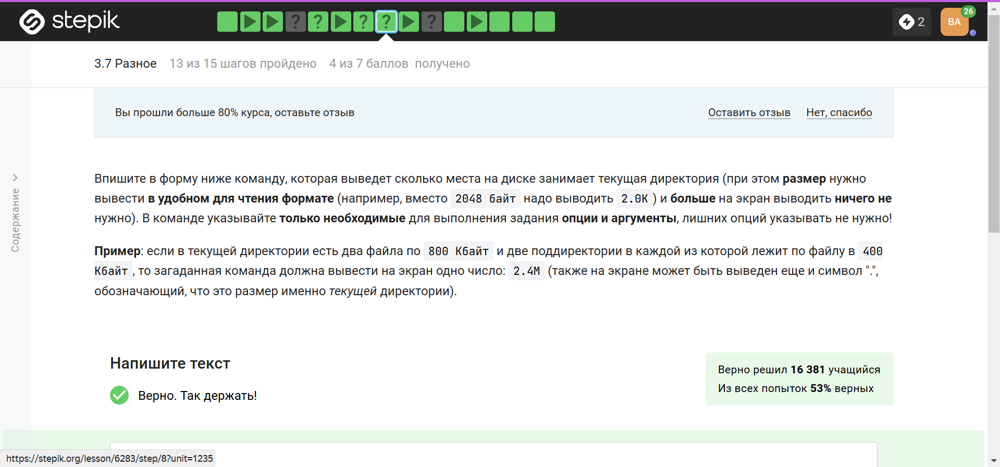 stepik
? ? ? ? ?
2
ВА
26
3.7 Разное 13 из 15 шагов пройдено 4 из 7 баллов получено
Содержание
Вы прошли больше 80% курса, оставьте отзыв Оставить отзыв Нет, спасибо
Впишите в форму ниже команду, которая выведет сколько места на диске занимает текущая директория (при этом размер нужно
вывести в удобном для чтения формате (например, вместо 2048 байт надо выводить 2.0K ) и больше на экран выводить ничего не
нужно). В команде указывайте только необходимые для выполнения задания опции и аргументы, лишних опций указывать не нужно!
Пример: если в текущей директории есть два файла по 800 Кбайт и две поддиректории в каждой из которой лежит по файлу в 400
Кбайт , то загаданная команда должна вывести на экран одно число: 2.4M (также на экране может быть выведен еще и символ ".",
обозначающий, что это размер именно текущей директории).
Напишите текст
Верно. Так держать!
Верно решил 16 381 учащийся
Из всех попыток 53% верных
https://stepik.org/lesson/6283/step/8?unit=1235